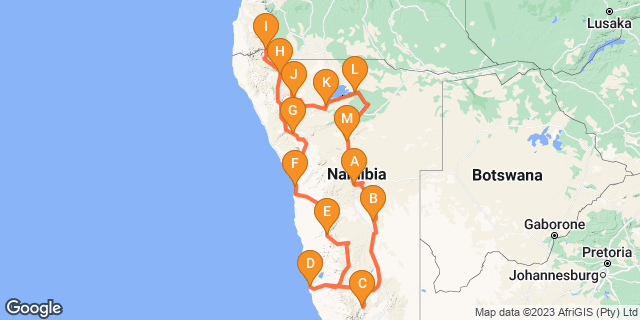 Lusaka
I
H
J
L
K
G
M
A
F
Namibia
Botswana
B
E
Gaborone
D
Pretoria
C
Johannesburg
Google
Map data ©2023 AfriGIS (Pty) Ltd